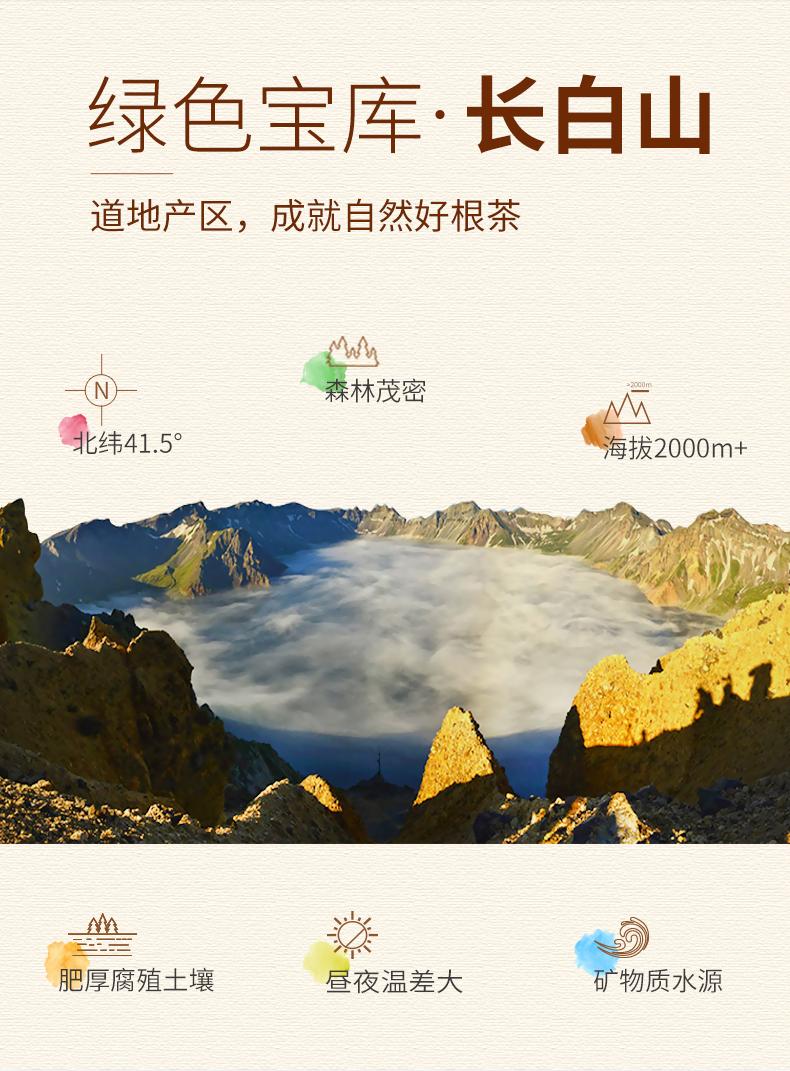 绿色宝库·长白山
道地产区，成就自然好根茶
N
北纬41.5°
森林茂密
>2000m
海拔2000m+
肥厚腐殖土壤
昼夜温差大
矿物质水源